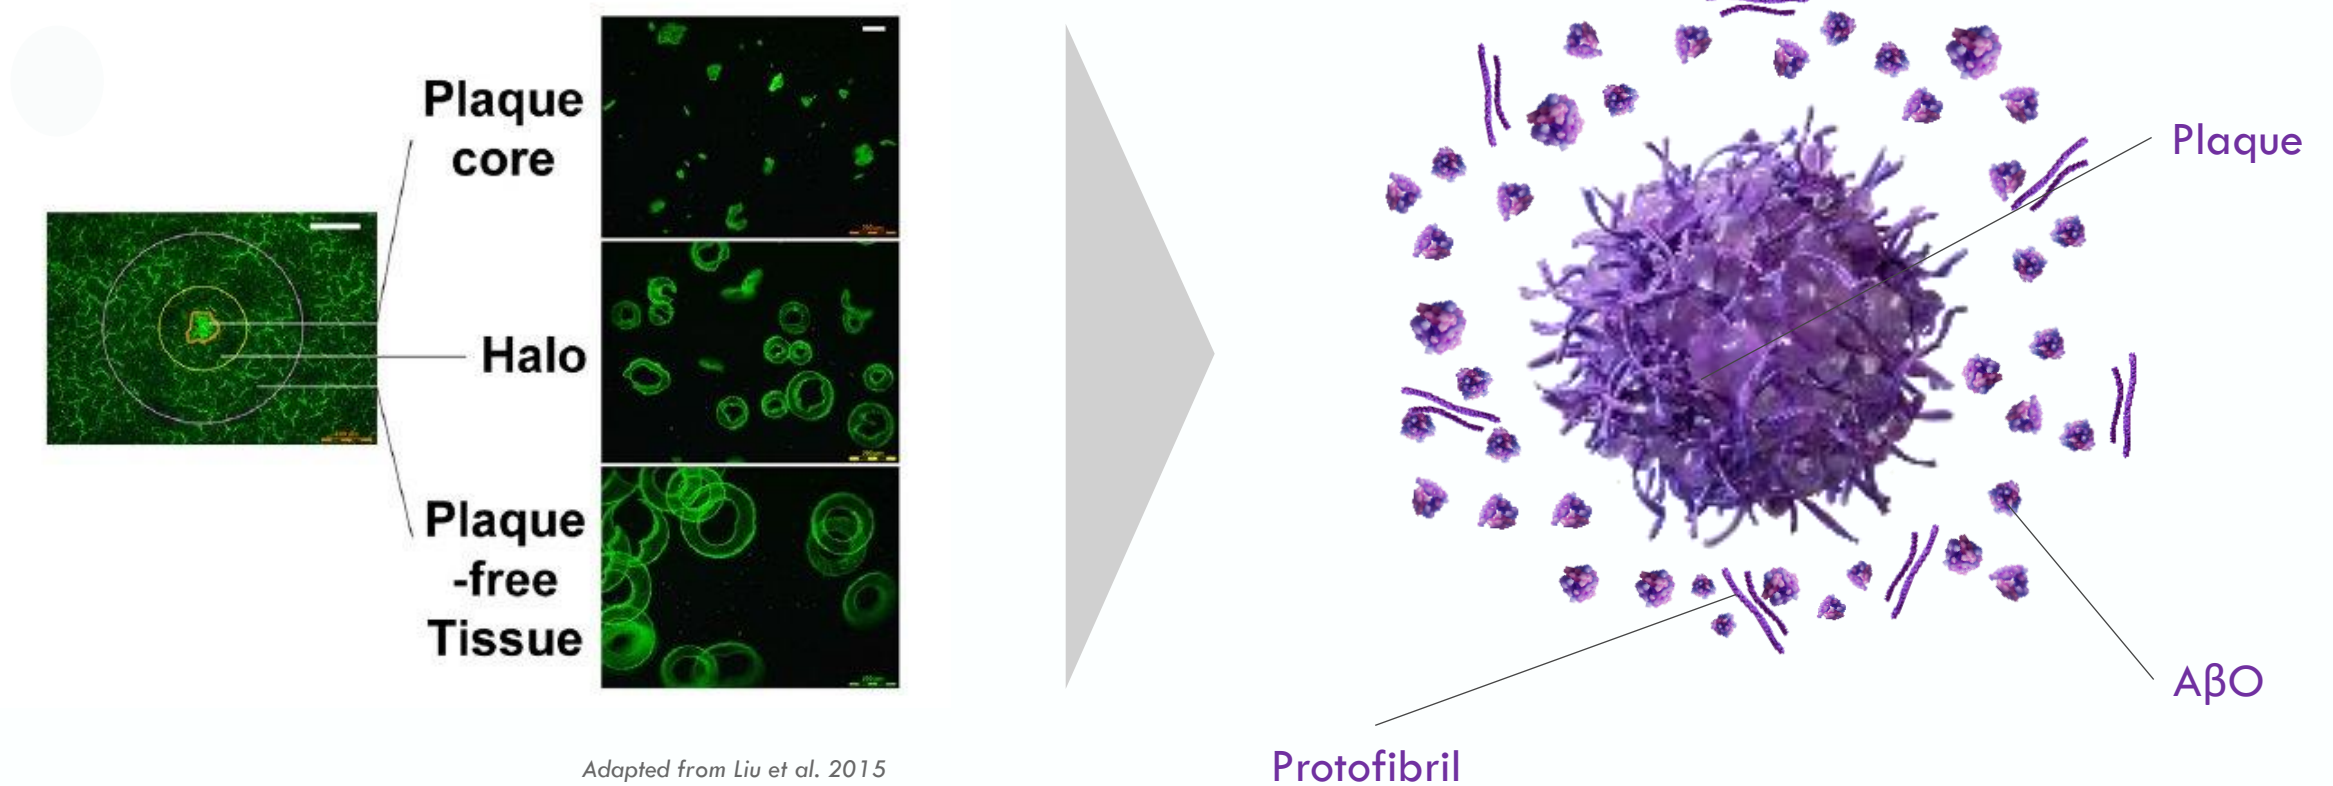 Plaque
core
Halo
Plaque
-free
Tissue
Adapted from Liu et al. 2015
Plaque
AβO
Protofibril